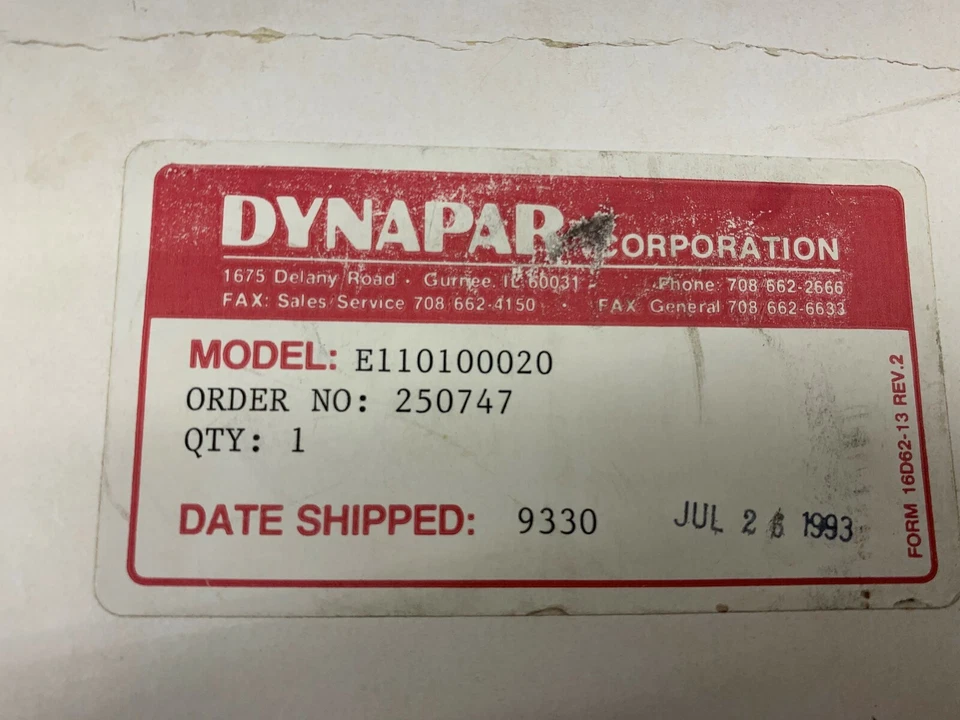 DYNAPAR CORPORATION
1675 Delany Road · Gurnee, IL 60031 · Phone: 708/662-2666
FAX: Sales/Service 708/662-4150 · FAX General 708/662-6633
MODEL: E110100020
ORDER NO: 250747
QTY: 1
DATE SHIPPED: 9330 JUL 26 1993
FORM 16D62-13 REV.2